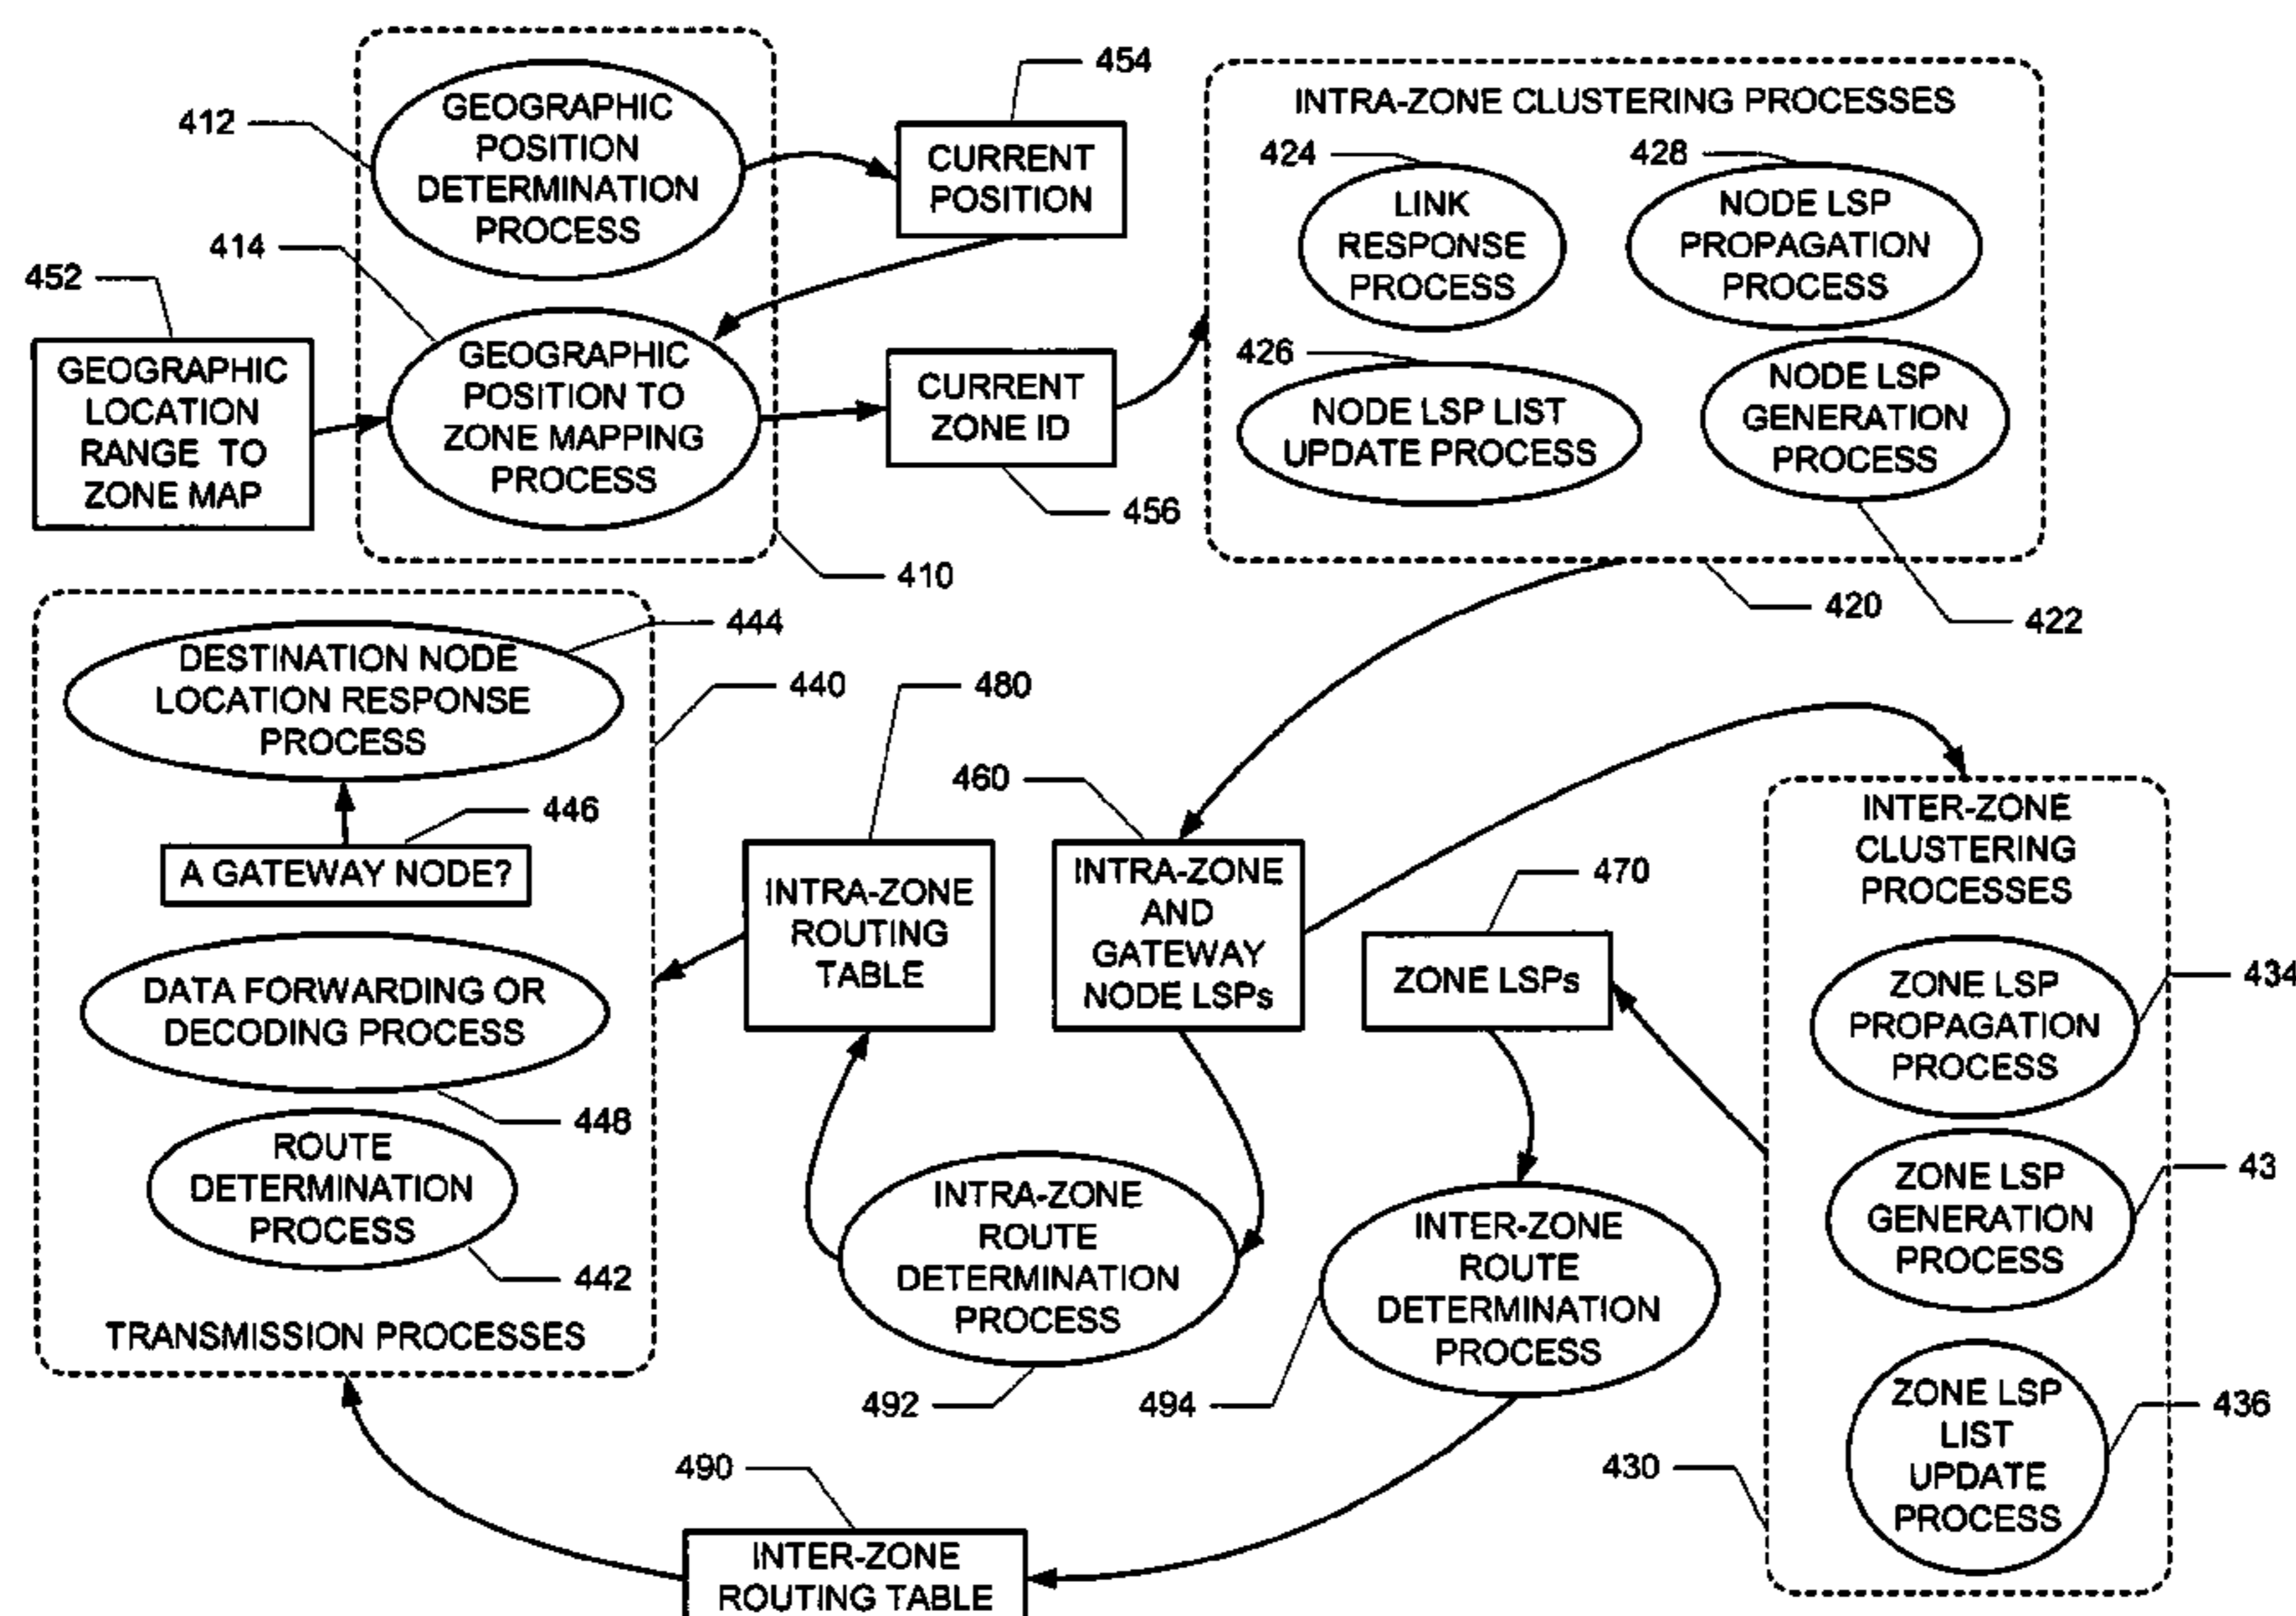 454
412
GEOGRAPHIC
POSITION
DETERMINATION
PROCESS
CURRENT
POSITION
414
452
GEOGRAPHIC
LOCATION
RANGE TO
ZONE MAP
GEOGRAPHIC
POSITION TO
ZONE MAPPING
PROCESS
CURRENT
ZONE ID
456
410
INTRA-ZONE CLUSTERING PROCESSES
424
428
LINK
RESPONSE
PROCESS
NODE LSP
PROPAGATION
PROCESS
426
NODE LSP LIST
UPDATE PROCESS
NODE LSP
GENERATION
PROCESS
420
422
444
DESTINATION NODE
LOCATION RESPONSE
PROCESS
440
446
A GATEWAY NODE?
DATA FORWARDING OR
DECODING PROCESS
448
ROUTE
DETERMINATION
PROCESS
442
TRANSMISSION PROCESSES
480
INTRA-ZONE
ROUTING
TABLE
460
INTRA-ZONE
AND
GATEWAY
NODE LSPs
470
ZONE LSPs
INTER-ZONE
CLUSTERING
PROCESSES
ZONE LSP
PROPAGATION
PROCESS
434
ZONE LSP
GENERATION
PROCESS
43
ZONE LSP
LIST
UPDATE
PROCESS
436
430
INTRA-ZONE
ROUTE
DETERMINATION
PROCESS
492
INTER-ZONE
ROUTE
DETERMINATION
PROCESS
494
490
INTER-ZONE
ROUTING TABLE